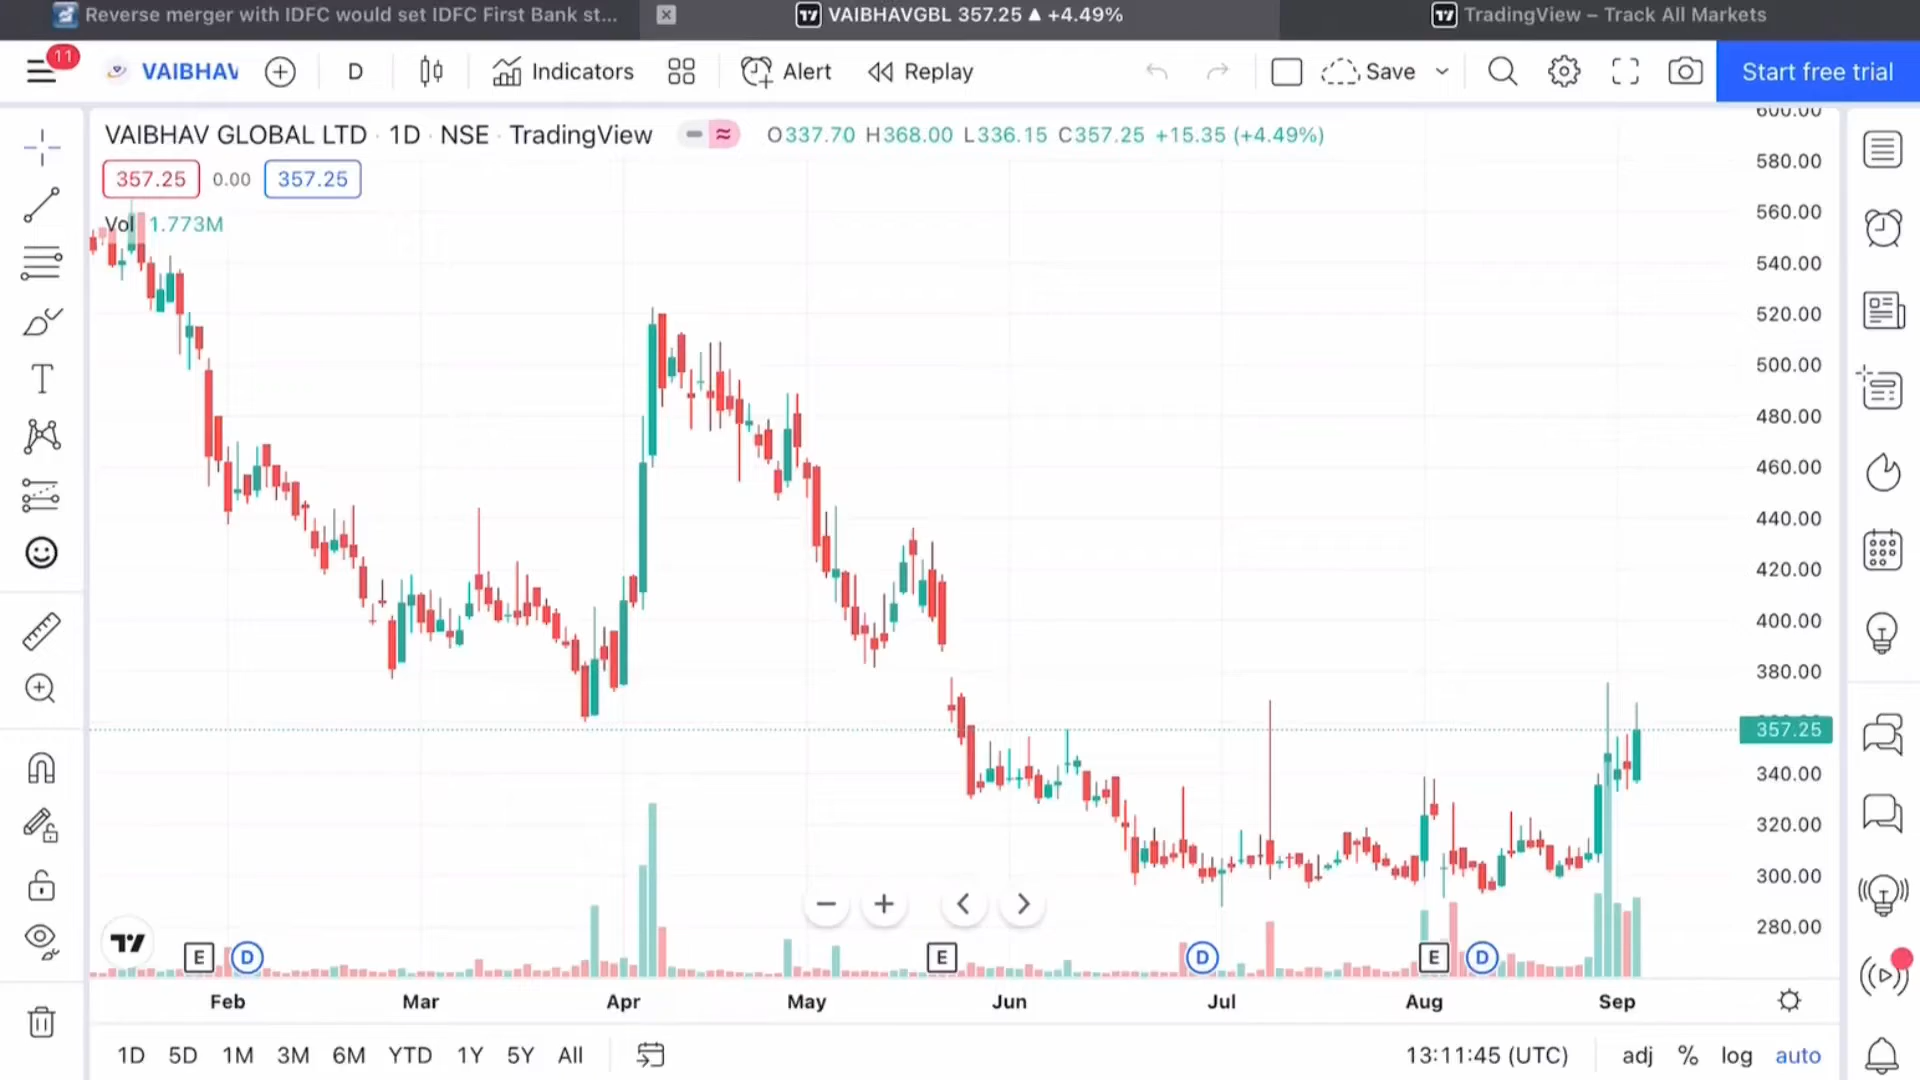 Reverse merger with IDFC would set IDFC First Bank st...
VAIBHAVGBL 357.25 ▲ +4.49%
TradingView – Track All Markets
11
VAIBHAV
D
Indicators
Alert
Replay
Save
Start free trial
VAIBHAV GLOBAL LTD · 1D · NSE · TradingView
O337.70 H368.00 L336.15 C357.25 +15.35 (+4.49%)
357.25 0.00 357.25
Vol 1.773M
600.00
580.00
560.00
540.00
520.00
500.00
480.00
460.00
440.00
420.00
400.00
380.00
357.25
340.00
320.00
300.00
280.00
E D E D E D
Feb Mar Apr May Jun Jul Aug Sep
1D 5D 1M 3M 6M YTD 1Y 5Y All
13:11:45 (UTC) adj % log auto